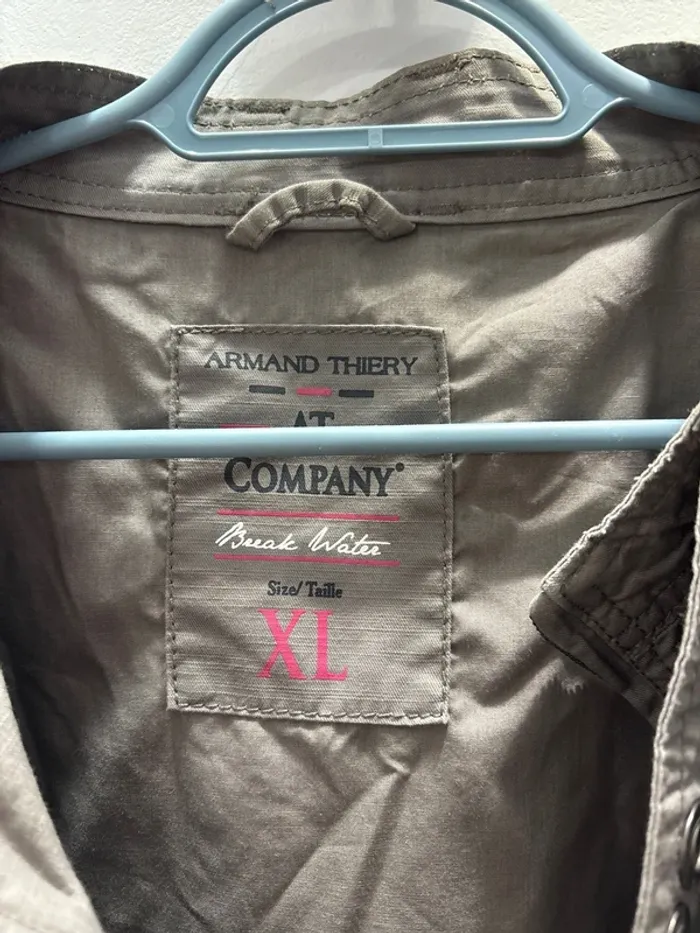 ARMAND THIERY
AT
COMPANY
Break Water
Size/Taille
XL